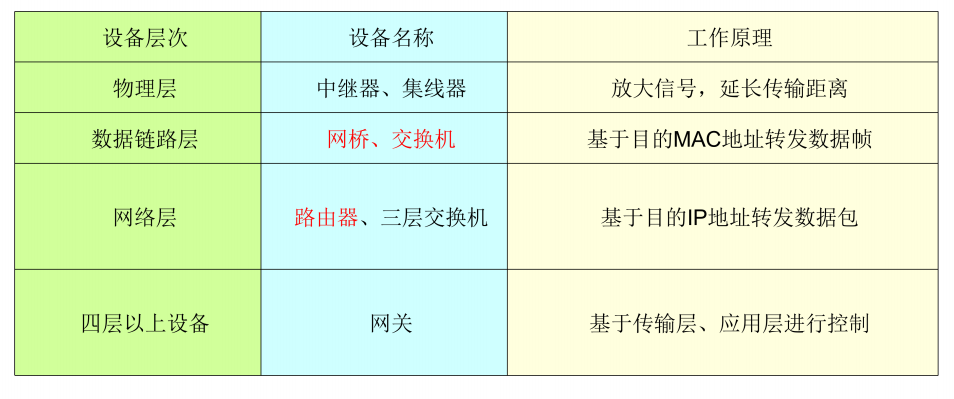 设备层次 设备名称 工作原理
物理层 中继器、集线器 放大信号，延长传输距离
数据链路层 网桥、交换机 基于目的MAC地址转发数据帧
网络层 路由器、三层交换机 基于目的IP地址转发数据包
四层以上设备 网关 基于传输层、应用层进行控制